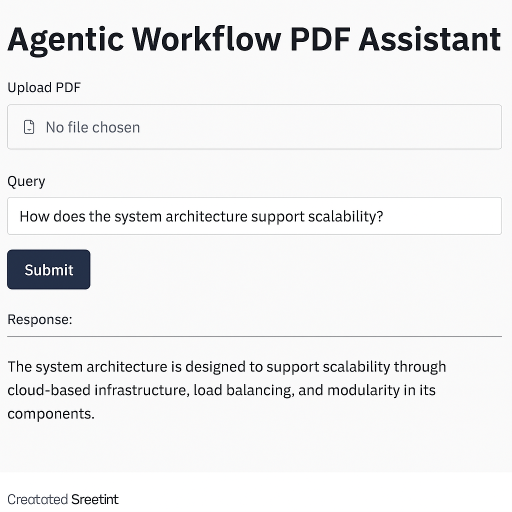 Agentic Workflow PDF Assistant
Upload PDF
No file chosen
Query
How does the system architecture support scalability?
Submit
Response:
The system architecture is designed to support scalability through
cloud-based infrastructure, load balancing, and modularity in its
components.
Creatated Sreetint